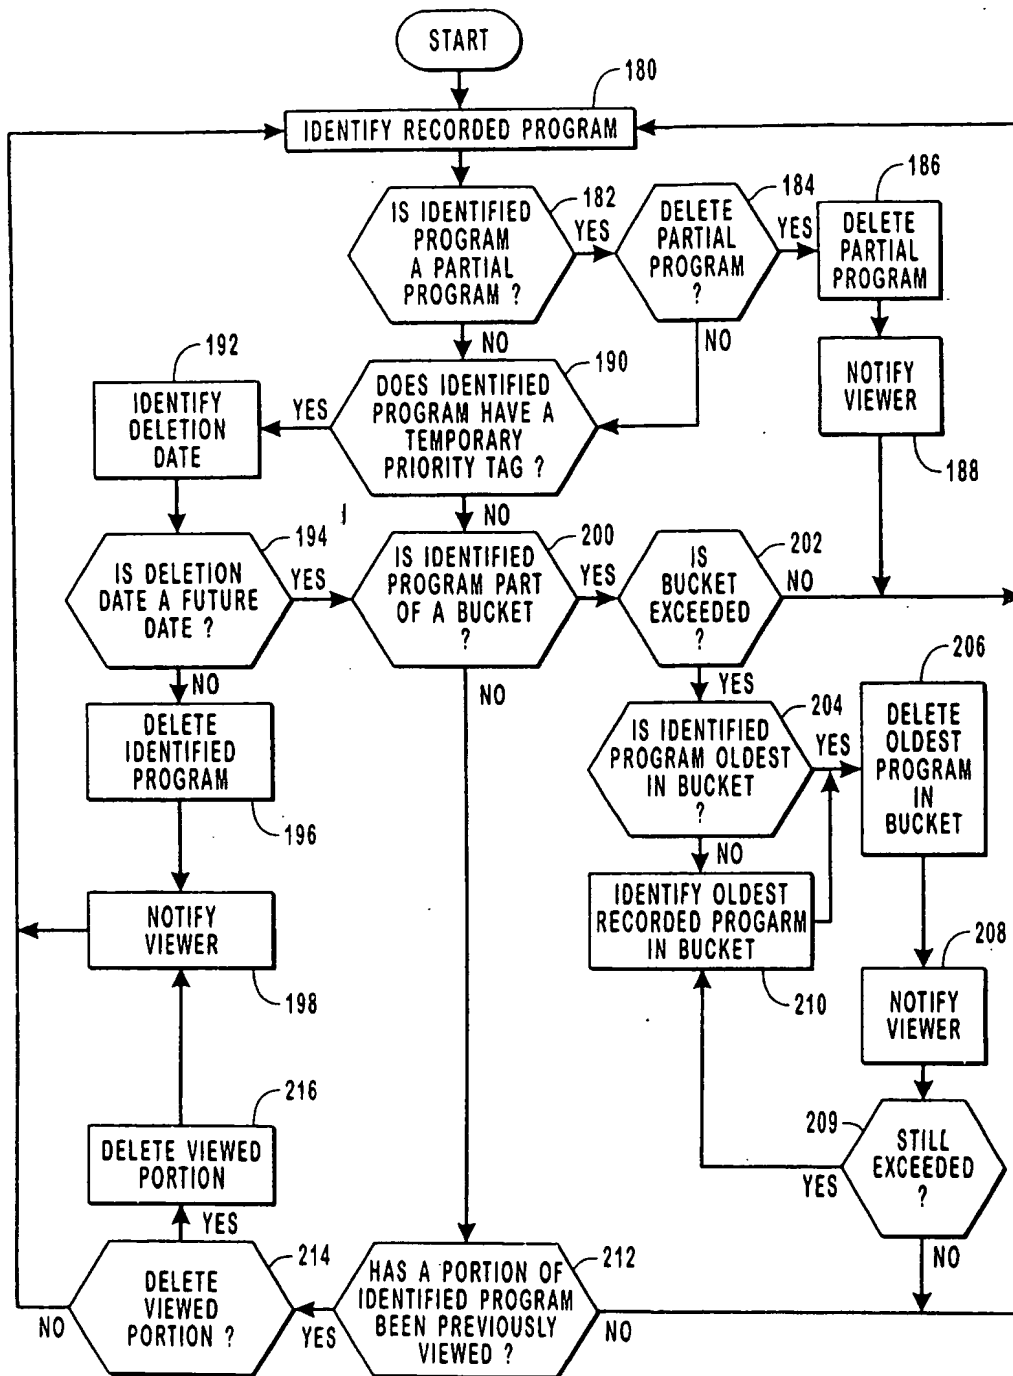 START
180
IDENTIFY RECORDED PROGRAM
IS IDENTIFIED
PROGRAM
A PARTIAL
PROGRAM ?
182
YES
NO
DELETE
PARTIAL
PROGRAM
?
184
YES
NO
186
DELETE
PARTIAL
PROGRAM
NOTIFY
VIEWER
188
DOES IDENTIFIED
PROGRAM HAVE A
TEMPORARY
PRIORITY TAG ?
190
YES
NO
192
IDENTIFY
DELETION
DATE
194
IS DELETION
DATE A FUTURE
DATE ?
YES
NO
DELETE
IDENTIFIED
PROGRAM
196
NOTIFY
VIEWER
198
IS IDENTIFIED
PROGRAM PART
OF A BUCKET
?
200
YES
NO
IS
BUCKET
EXCEEDED
?
202
NO
YES
IS IDENTIFIED
PROGRAM OLDEST
IN BUCKET
?
204
YES
NO
206
DELETE
OLDEST
PROGRAM
IN
BUCKET
IDENTIFY OLDEST
RECORDED PROGARM
IN BUCKET
210
208
NOTIFY
VIEWER
209
STILL
EXCEEDED
?
YES
NO
HAS A PORTION OF
IDENTIFIED PROGRAM
BEEN PREVIOUSLY
VIEWED ?
212
NO
YES
214
DELETE
VIEWED
PORTION ?
NO
YES
216
DELETE VIEWED
PORTION